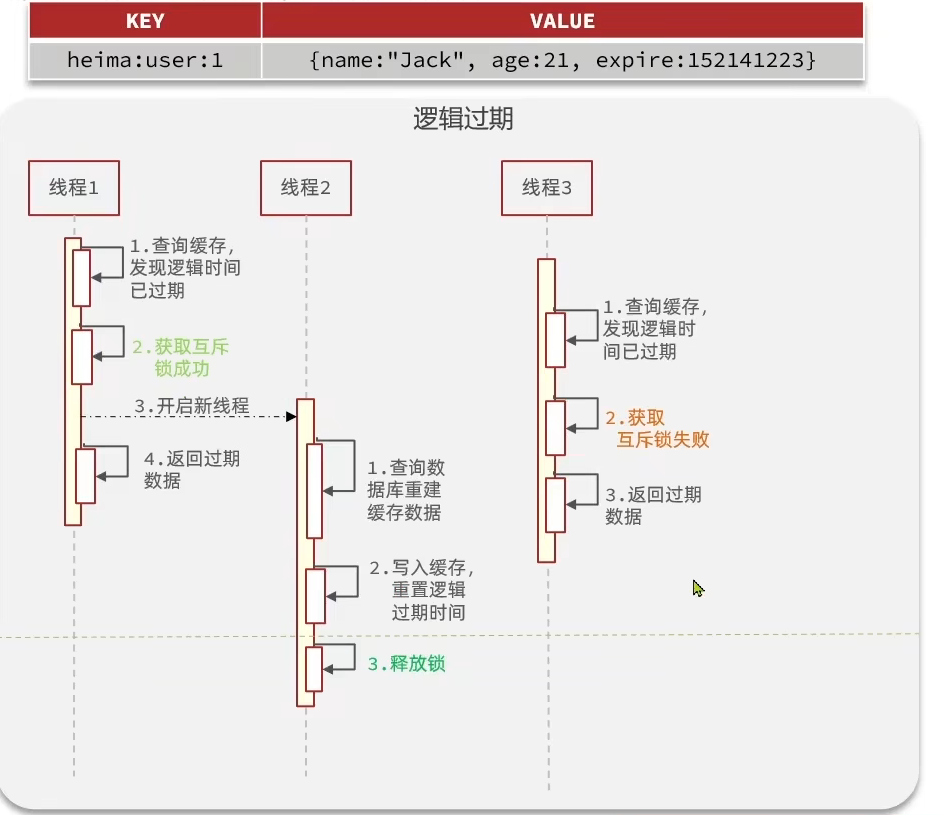 KEY VALUE
heima:user:1 {name:"Jack", age:21, expire:152141223}
逻辑过期
线程1
线程2
线程3
1.查询缓存,
发现逻辑时间
已过期
2.获取互斥
锁成功
3.开启新线程
4.返回过期
数据
1.查询数
据库重建
缓存数据
2.写入缓存,
重置逻辑
过期时间
3.释放锁
1.查询缓存,
发现逻辑时
间已过期
2.获取
互斥锁失败
3.返回过期
数据